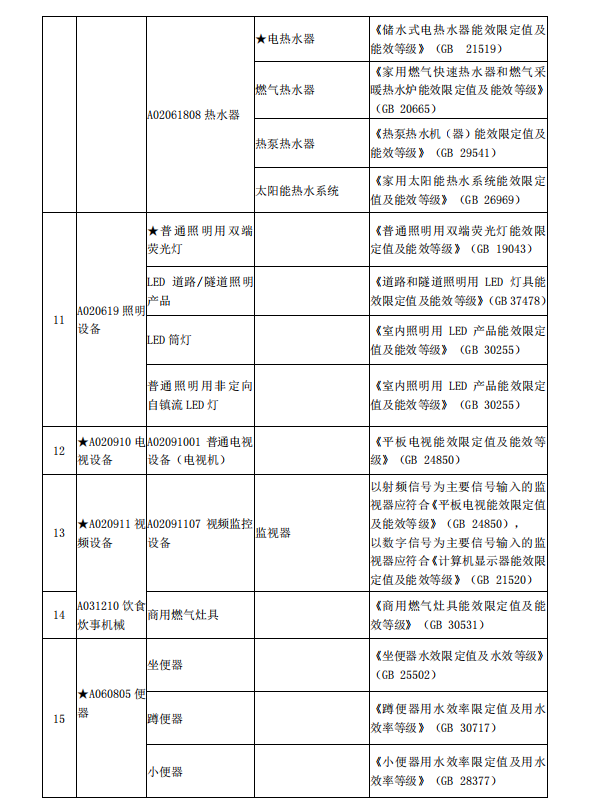 A02061808 热水器
★电热水器
《储水式电热水器能效限定值及
能效等级》（GB 21519）
燃气热水器
《家用燃气快速热水器和燃气采
暖热水炉能效限定值及能效等级》
（GB 20665）
热泵热水器
《热泵热水机（器）能效限定值及
能效等级》（GB 29541）
太阳能热水系统
《家用太阳能热水系统能效限定
值及能效等级》（GB 26969）
11
A020619 照明
设备
★普通照明用双端
荧光灯
《普通照明用双端荧光灯能效限
定值及能效等级》（GB 19043）
LED 道路/隧道照明
产品
《道路和隧道照明用 LED 灯具能
效限定值及能效等级》（GB 37478）
LED 筒灯
《室内照明用 LED 产品能效限定
值及能效等级》（GB 30255）
普通照明用非定向
自镇流 LED 灯
《室内照明用 LED 产品能效限定
值及能效等级》（GB 30255）
12
★A020910 电
视设备
A02091001 普通电视
设备（电视机）
《平板电视能效限定值及能效等
级》（GB 24850）
13
★A020911 视
频设备
A02091107 视频监控
设备
监视器
以射频信号为主要信号输入的监
视器应符合《平板电视能效限定值
及能效等级》（GB 24850），
以数字信号为主要信号输入的监
视器应符合《计算机显示器能效限
定值及能效等级》（GB 21520）
14
A031210 饮食
炊事机械
商用燃气灶具
《商用燃气灶具能效限定值及能
效等级》（GB 30531）
15
★A060805 便
器
坐便器
《坐便器水效限定值及水效等级》
（GB 25502）
蹲便器
《蹲便器用水效率限定值及用水
效率等级》（GB 30717）
小便器
《小便器用水效率限定值及用水
效率等级》（GB 28377）